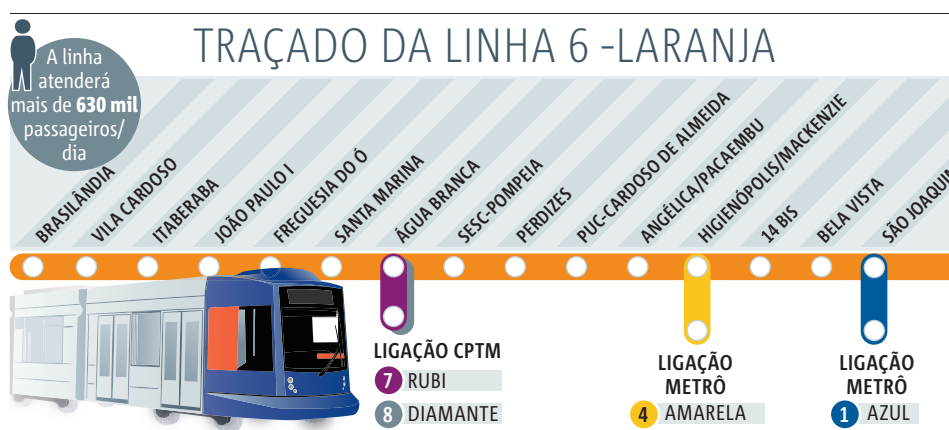 TRAÇADO DA LINHA 6 -LARANJA
A linha
atenderá
mais de 630 mil
passageiros/
dia
BRASILÂNDIA
VILA CARDOSO
ITABERABA
JOÃO PAULO I
FREGUESIA DO Ó
SANTA MARINA
ÁGUA BRANCA
SESC-POMPEIA
PERDIZES
PUC-CARDOSO DE ALMEIDA
ANGÉLICA/PACAEMBU
HIGIENÓPOLIS/MACKENZIE
14 BIS
BELA VISTA
SÃO JOAQUIM
LIGAÇÃO CPTM
7 RUBI
8 DIAMANTE
LIGAÇÃO
METRÔ
4 AMARELA
LIGAÇÃO
METRÔ
1 AZUL